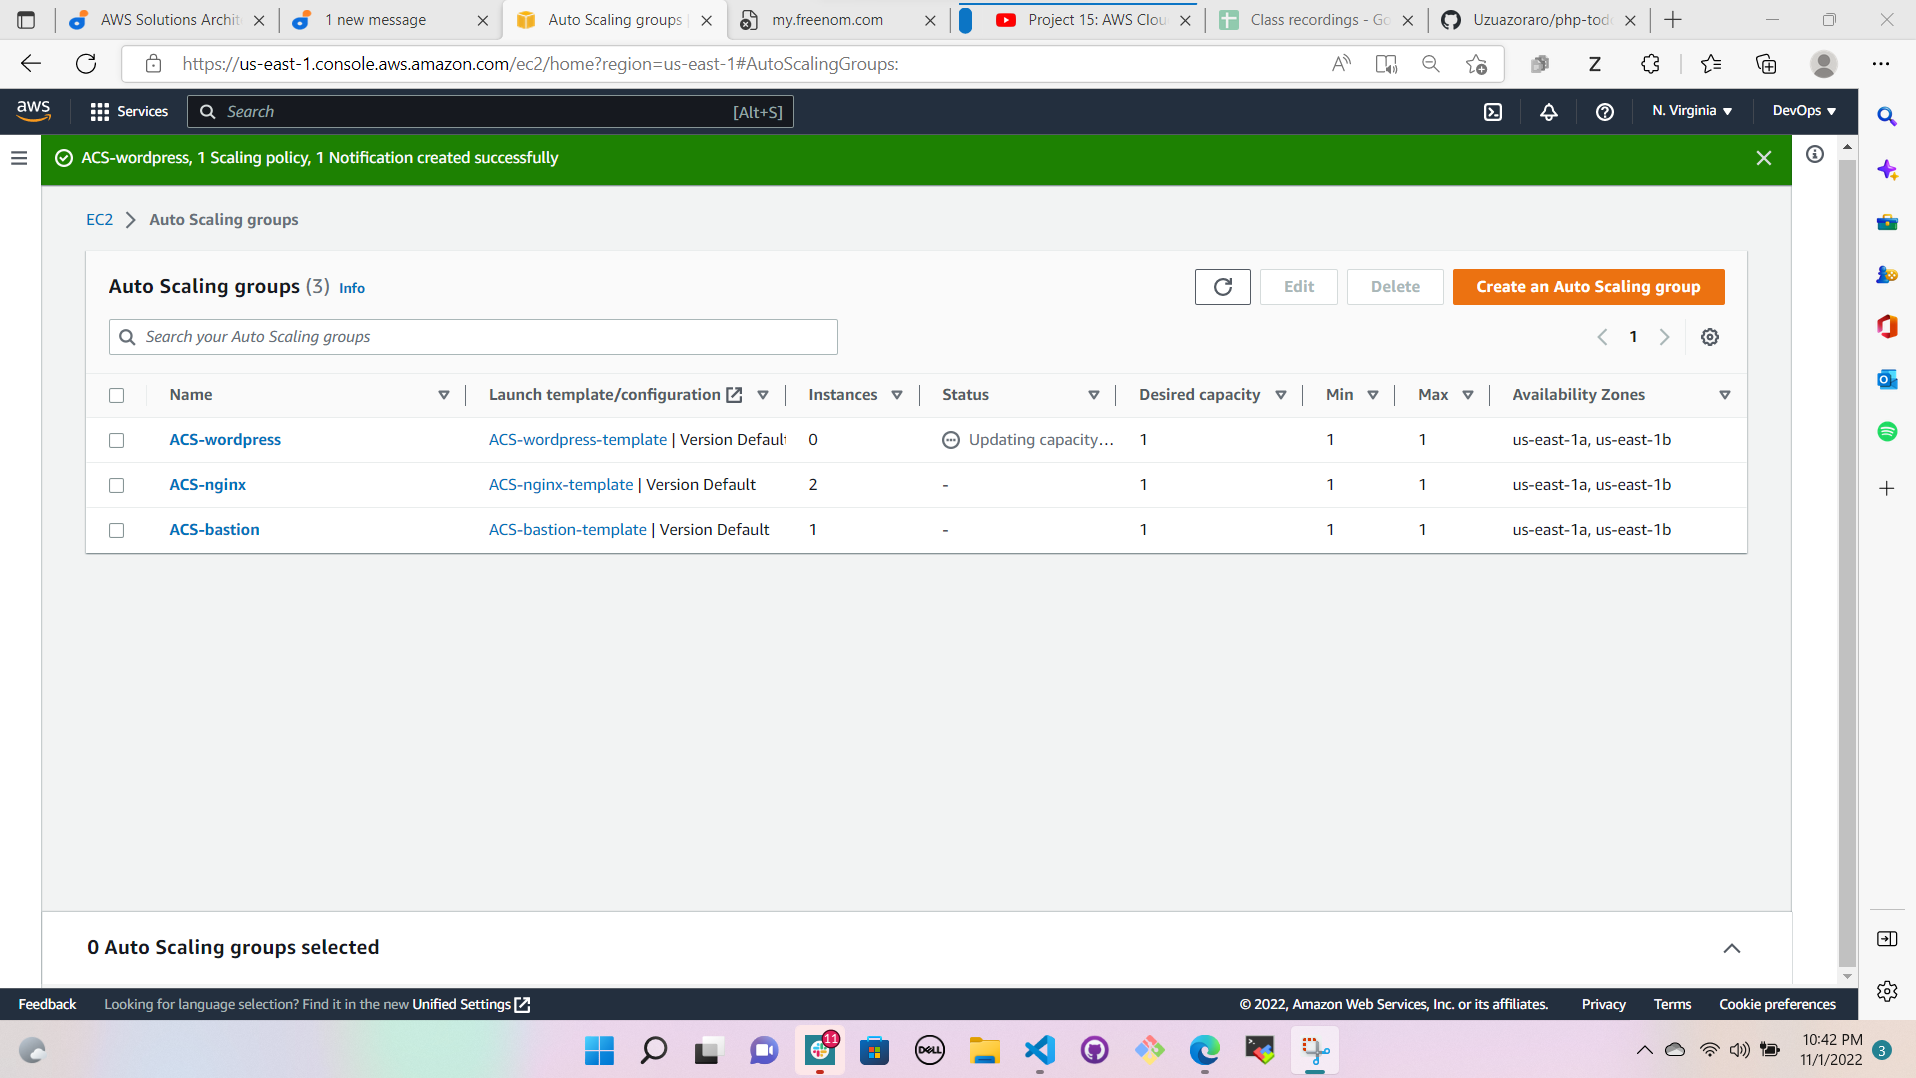 AWS Solutions Archit
1 new message
Auto Scaling groups |
my.freenom.com
Project 15: AWS Clou
Class recordings - Go
Uzuazoraro/php-tod
https://us-east-1.console.aws.amazon.com/ec2/home?region=us-east-1#AutoScalingGroups:
aws
Services
Search
[Alt+S]
N. Virginia
DevOps
ACS-wordpress, 1 Scaling policy, 1 Notification created successfully
EC2
Auto Scaling groups
Auto Scaling groups (3) Info
Edit
Delete
Create an Auto Scaling group
Search your Auto Scaling groups
1
Name Launch template/configuration Instances Status Desired capacity Min Max Availability Zones
ACS-wordpress ACS-wordpress-template | Version Default 0 Updating capacity... 1 1 1 us-east-1a, us-east-1b
ACS-nginx ACS-nginx-template | Version Default 2 - 1 1 1 us-east-1a, us-east-1b
ACS-bastion ACS-bastion-template | Version Default 1 - 1 1 1 us-east-1a, us-east-1b
0 Auto Scaling groups selected
Feedback Looking for language selection? Find it in the new Unified Settings © 2022, Amazon Web Services, Inc. or its affiliates. Privacy Terms Cookie preferences
11
DELL
10:42 PM
11/1/2022
3